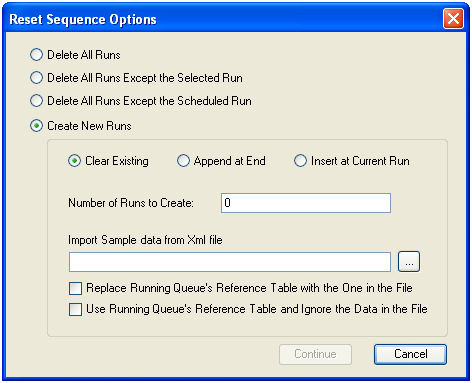 Reset Sequence Options
Delete All Runs
Delete All Runs Except the Selected Run
Delete All Runs Except the Scheduled Run
Create New Runs
Clear Existing Append at End Insert at Current Run
Number of Runs to Create: 0
Import Sample data from Xml file
...
Replace Running Queue's Reference Table with the One in the File
Use Running Queue's Reference Table and Ignore the Data in the File
Continue Cancel